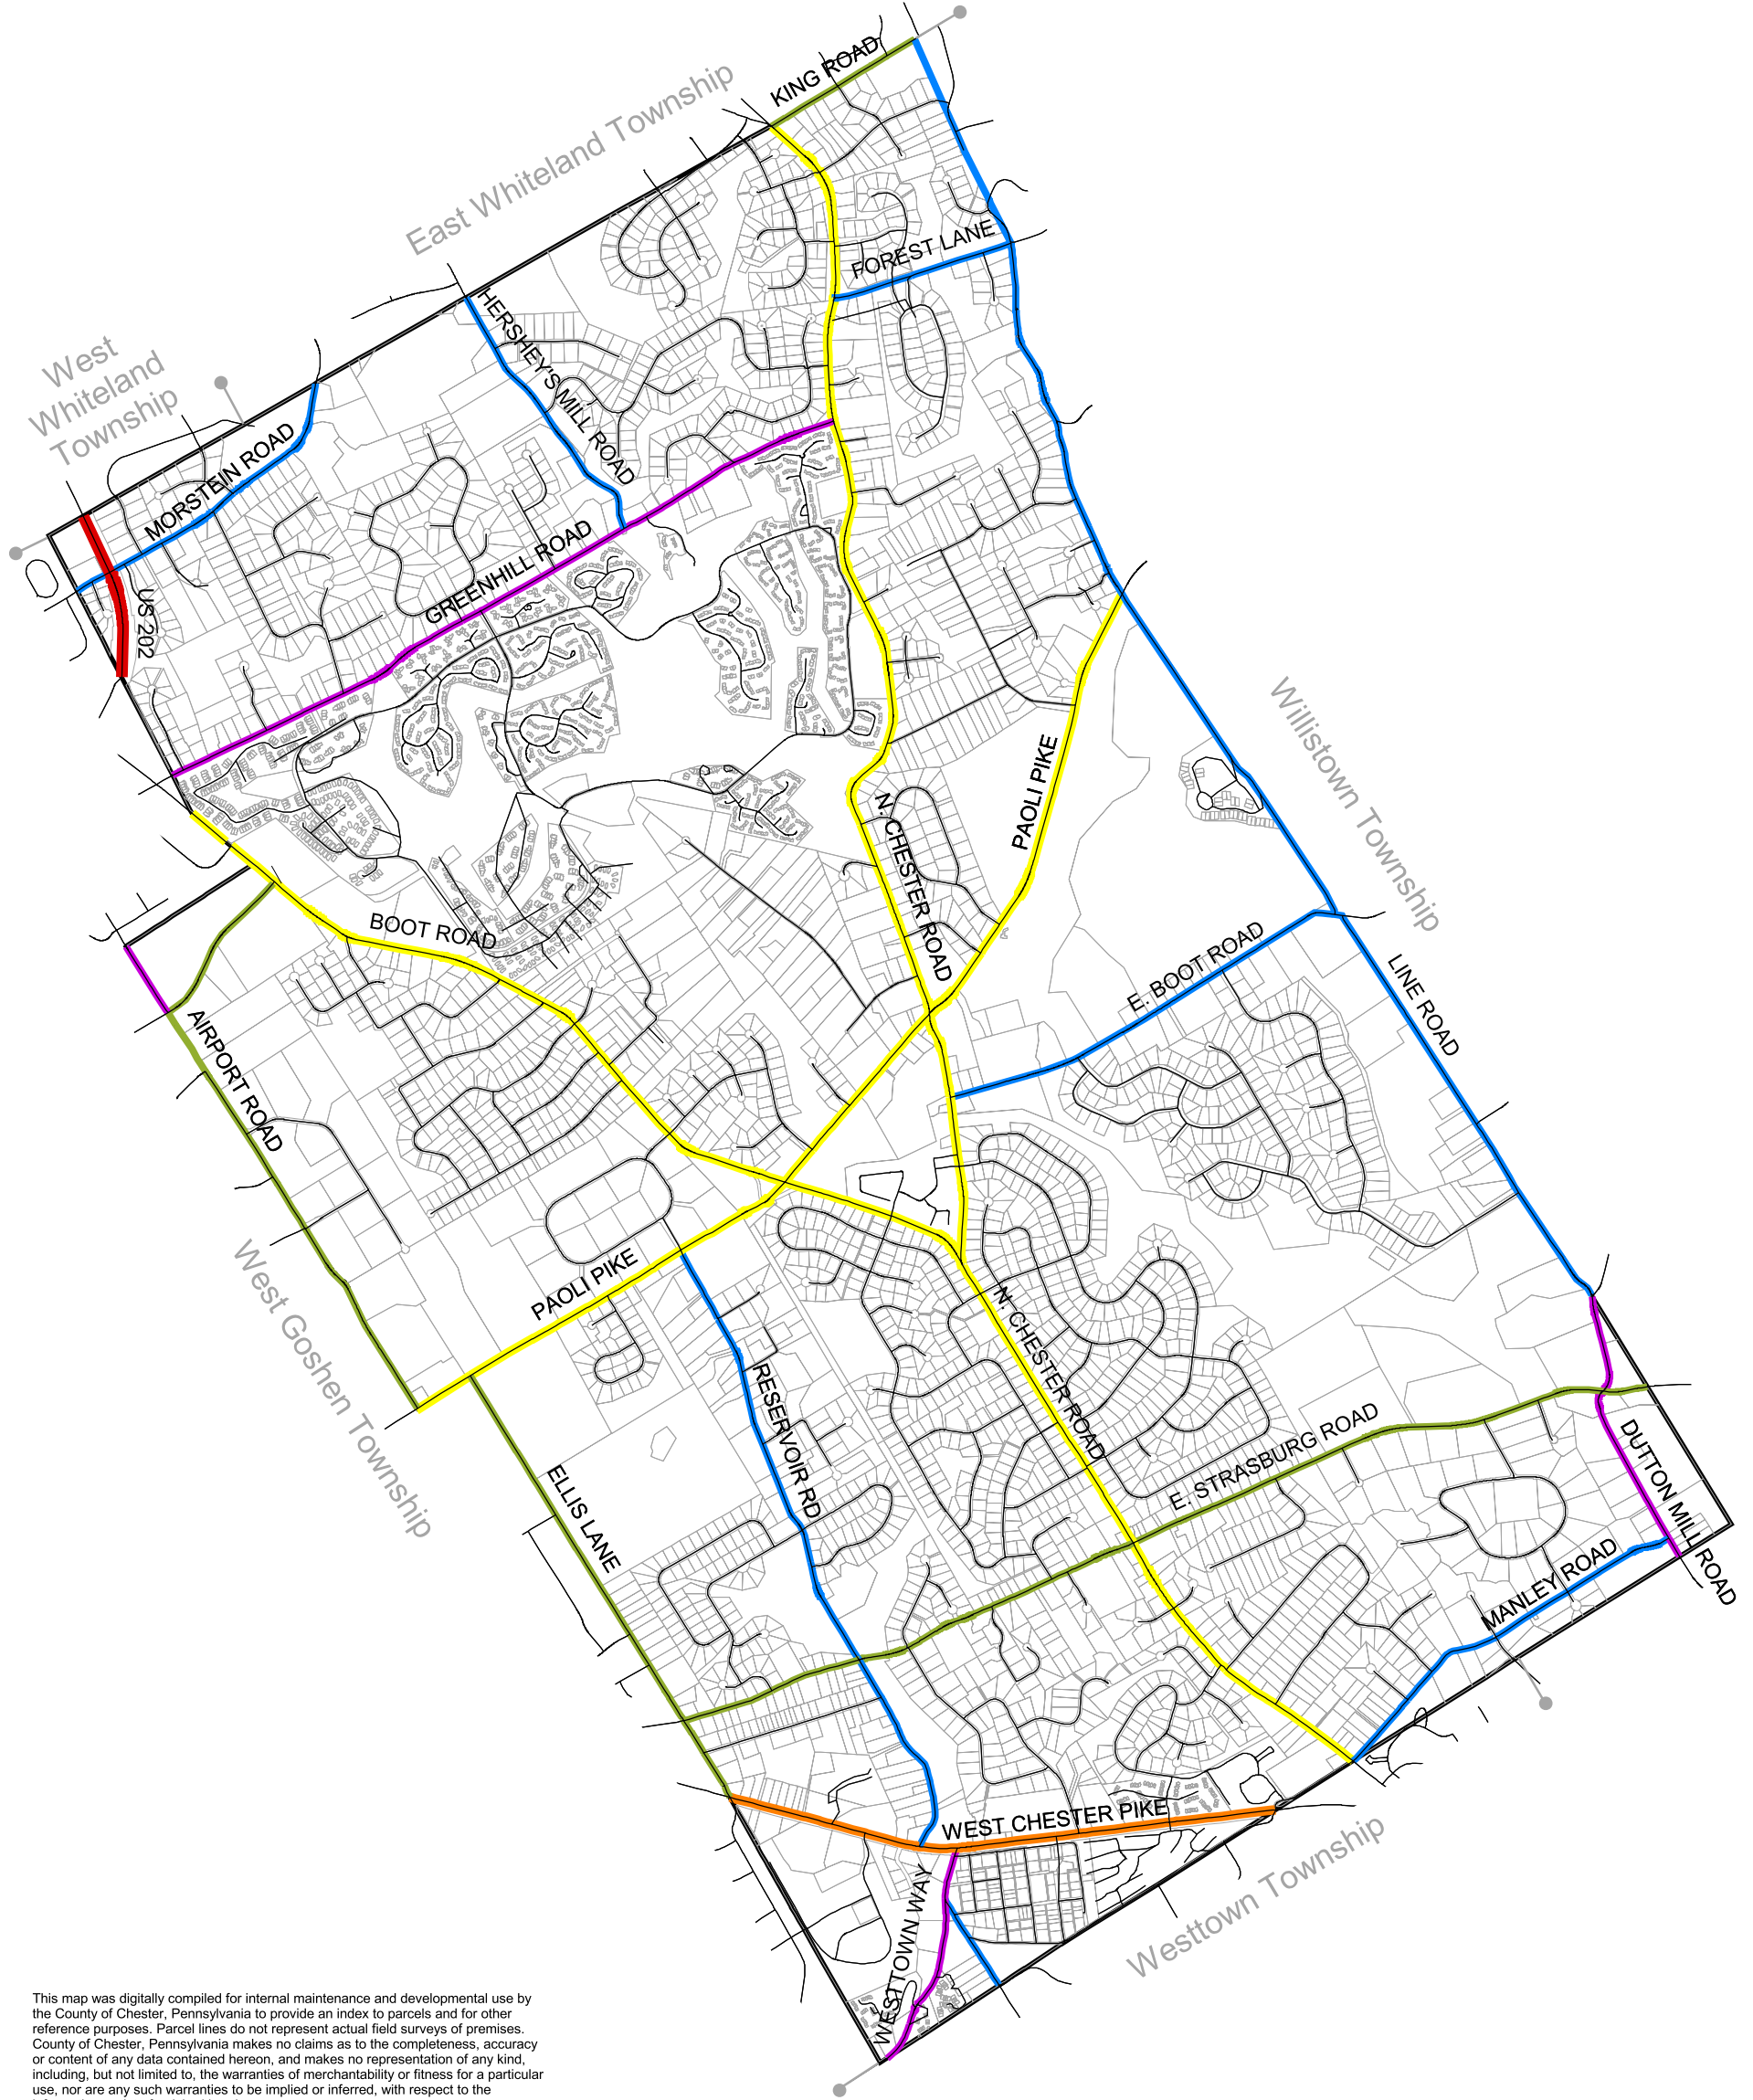 KING ROAD
East Whiteland Township
FOREST LANE
HERSHEY'S MILL ROAD
West
Whiteland
Township
MORSTEIN ROAD
GREENHILL ROAD
US 202
Willistown Township
PAOLI PIKE
N. CHESTER ROAD
BOOT ROAD
E. BOOT ROAD
LINE ROAD
AIRPORT ROAD
West Goshen Township
PAOLI PIKE
N. CHESTER ROAD
RESERVOIR RD
E. STRASBURG ROAD
DUTTON MILL ROAD
ELLIS LANE
MANLEY ROAD
WEST CHESTER PIKE
Westtown Township
WESTTOWN WAY
This map was digitally compiled for internal maintenance and developmental use by
the County of Chester, Pennsylvania to provide an index to parcels and for other
reference purposes. Parcel lines do not represent actual field surveys of premises.
County of Chester, Pennsylvania makes no claims as to the completeness, accuracy
or content of any data contained hereon, and makes no representation of any kind,
including, but not limited to, the warranties of merchantability or fitness for a particular
use, nor are any such warranties to be implied or inferred, with respect to the